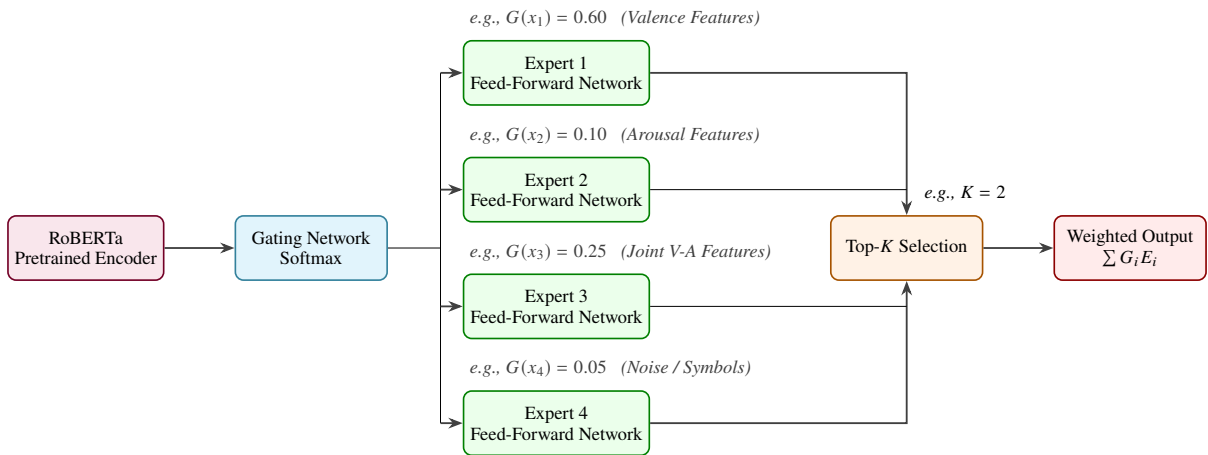 e.g., G(x₁) = 0.60 (Valence Features)
Expert 1
Feed-Forward Network
e.g., G(x₂) = 0.10 (Arousal Features)
Expert 2
Feed-Forward Network
e.g., K = 2
RoBERTa
Pretrained Encoder
Gating Network
Softmax
e.g., G(x₃) = 0.25 (Joint V-A Features)
Top-K Selection
Weighted Output
∑ GᵢEᵢ
Expert 3
Feed-Forward Network
e.g., G(x₄) = 0.05 (Noise / Symbols)
Expert 4
Feed-Forward Network